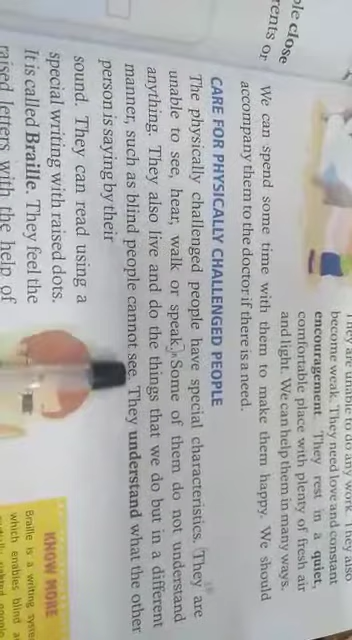 ple close
rents or
They are unable to do any work. They also
become weak. They need love and constant
encouragement. They rest in a quiet,
comfortable place with plenty of fresh air
and light. We can help them in many ways.
We can spend some time with them to make them happy. We should
accompany them to the doctor if there is a need.
CARE FOR PHYSICALLY CHALLENGED PEOPLE
The physically challenged people have special characteristics. They are
unable to see, hear, walk or speak. Some of them do not understand
anything. They also live and do the things that we do but in a different
manner, such as blind people cannot see. They understand what the other
person is saying by their
sound. They can read using a
special writing with raised dots.
It is called Braille. They feel the
raised letters with the help of
KNOW MORE
Braille is a writing syste
which enables blind a